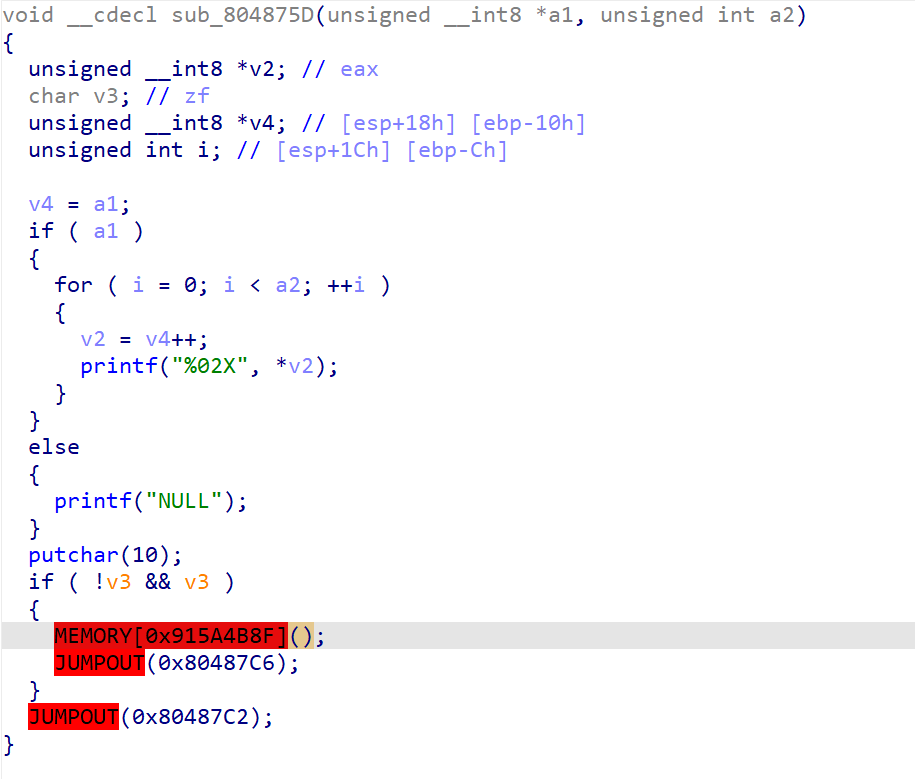 void __cdecl sub_804875D(unsigned __int8 *a1, unsigned int a2)
{
  unsigned __int8 *v2; // eax
  char v3; // zf
  unsigned __int8 *v4; // [esp+18h] [ebp-10h]
  unsigned int i; // [esp+1Ch] [ebp-Ch]

  v4 = a1;
  if ( a1 )
  {
    for ( i = 0; i < a2; ++i )
    {
      v2 = v4++;
      printf("%02X", *v2);
    }
  }
  else
  {
    printf("NULL");
  }
  putchar(10);
  if ( !v3 && v3 )
  {
    MEMORY[0x915A4B8F]();
    JUMPOUT(0x80487C6);
  }
  JUMPOUT(0x80487C2);
}